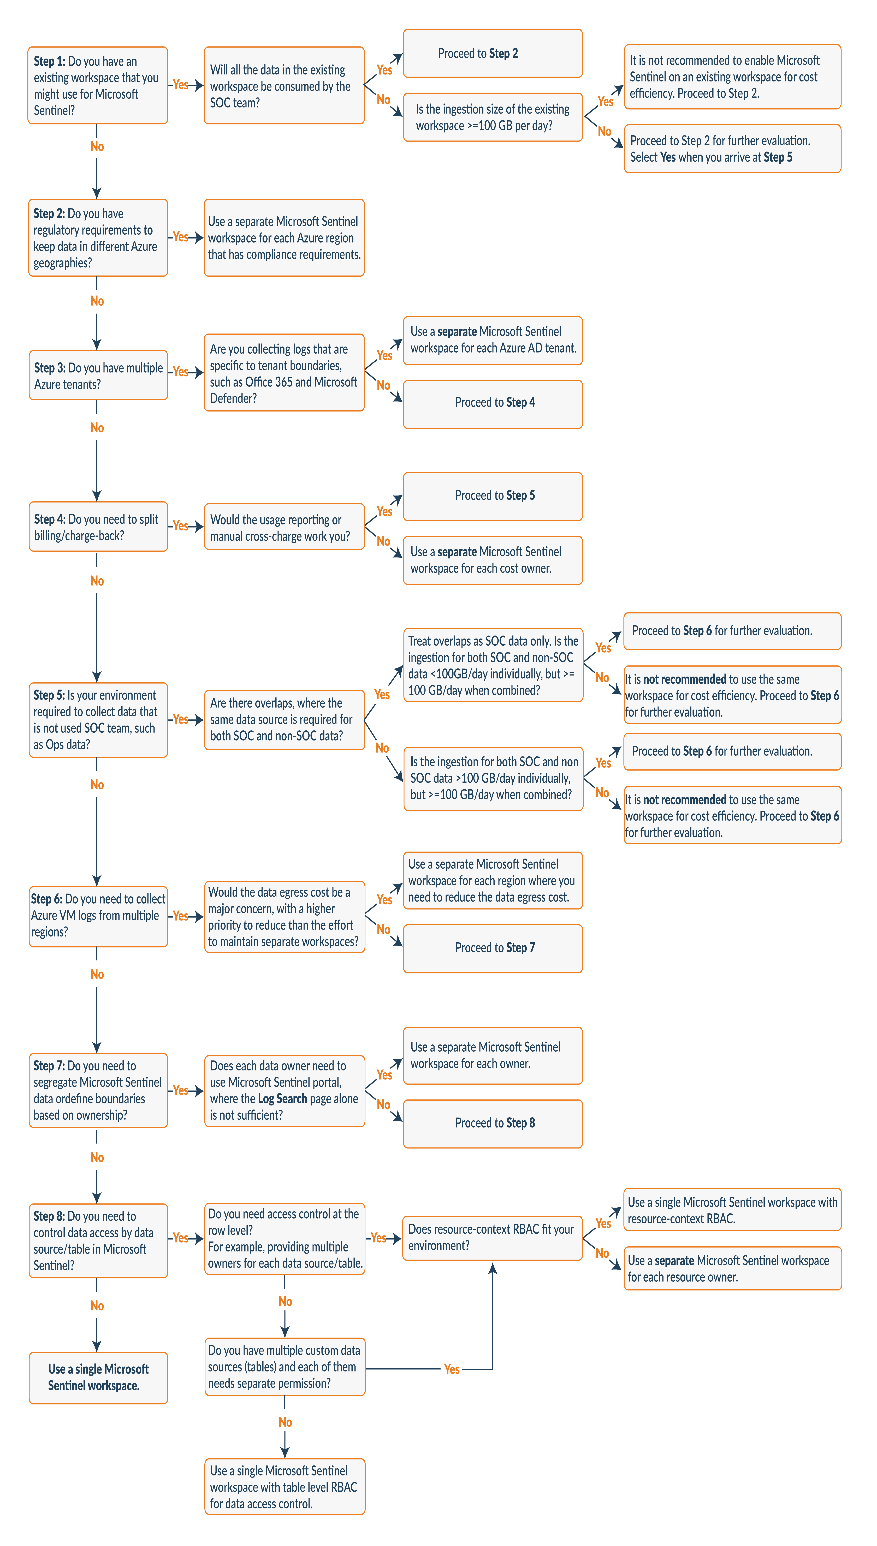 Step 1: Do you have an
existing workspace that you
might use for Microsoft
Sentinel?
Yes
Will all the data in the existing
workspace be consumed by the
SOC team?
Yes
Proceed to Step 2
No
Is the ingestion size of the existing
workspace >=100 GB per day?
Yes
It is not recommended to enable Microsoft
Sentinel on an existing workspace for cost
efficiency. Proceed to Step 2.
No
Proceed to Step 2 for further evaluation.
Select Yes when you arrive at Step 5
No
Step 2: Do you have
regulatory requirements to
keep data in different Azure
geographies?
Yes
Use a separate Microsoft Sentinel
workspace for each Azure region
that has compliance requirements.
No
Step 3: Do you have multiple
Azure tenants?
Yes
Are you collecting logs that are
specific to tenant boundaries,
such as Office 365 and Microsoft
Defender?
Yes
Use a separate Microsoft Sentinel
workspace for each Azure AD tenant.
No
Proceed to Step 4
No
Step 4: Do you need to split
billing/charge-back?
Yes
Would the usage reporting or
manual cross-charge work you?
Yes
Proceed to Step 5
No
Use a separate Microsoft Sentinel
workspace for each cost owner.
No
Step 5: Is your environment
required to collect data that
is not used SOC team, such
as Ops data?
Yes
Are there overlaps, where the
same data source is required for
both SOC and non-SOC data?
Yes
Treat overlaps as SOC data only. Is the
ingestion for both SOC and non-SOC
data <100GB/day individually, but >=
100 GB/day when combined?
Yes
Proceed to Step 6 for further evaluation.
No
It is not recommended to use the same
workspace for cost efficiency. Proceed to Step 6
for further evaluation.
No
Is the ingestion for both SOC and non
SOC data >100 GB/day individually,
but >=100 GB/day when combined?
Yes
Proceed to Step 6 for further evaluation.
No
It is not recommended to use the same
workspace for cost efficiency. Proceed to Step 6
for further evaluation.
No
Step 6: Do you need to collect
Azure VM logs from multiple
regions?
Yes
Would the data egress cost be a
major concern, with a higher
priority to reduce than the effort
to maintain separate workspaces?
Yes
Use a separate Microsoft Sentinel
workspace for each region where you
need to reduce the data egress cost.
No
Proceed to Step 7
No
Step 7: Do you need to
segregate Microsoft Sentinel
data ordefine boundaries
based on ownership?
Yes
Does each data owner need to
use Microsoft Sentinel portal,
where the Log Search page alone
is not sufficient?
Yes
Use a separate Microsoft Sentinel
workspace for each owner.
No
Proceed to Step 8
No
Step 8: Do you need to
control data access by data
source/table in Microsoft
Sentinel?
Yes
Do you need access control at the
row level?
For example, providing multiple
owners for each data source/table.
Yes
Does resource-context RBAC fit your
environment?
Yes
Use a single Microsoft Sentinel workspace with
resource-context RBAC.
No
Use a separate Microsoft Sentinel workspace
for each resource owner.
No
Use a single Microsoft
Sentinel workspace.
No
Do you have multiple custom data
sources (tables) and each of them
needs separate permission?
Yes
No
Use a single Microsoft Sentinel
workspace with table level RBAC
for data access control.